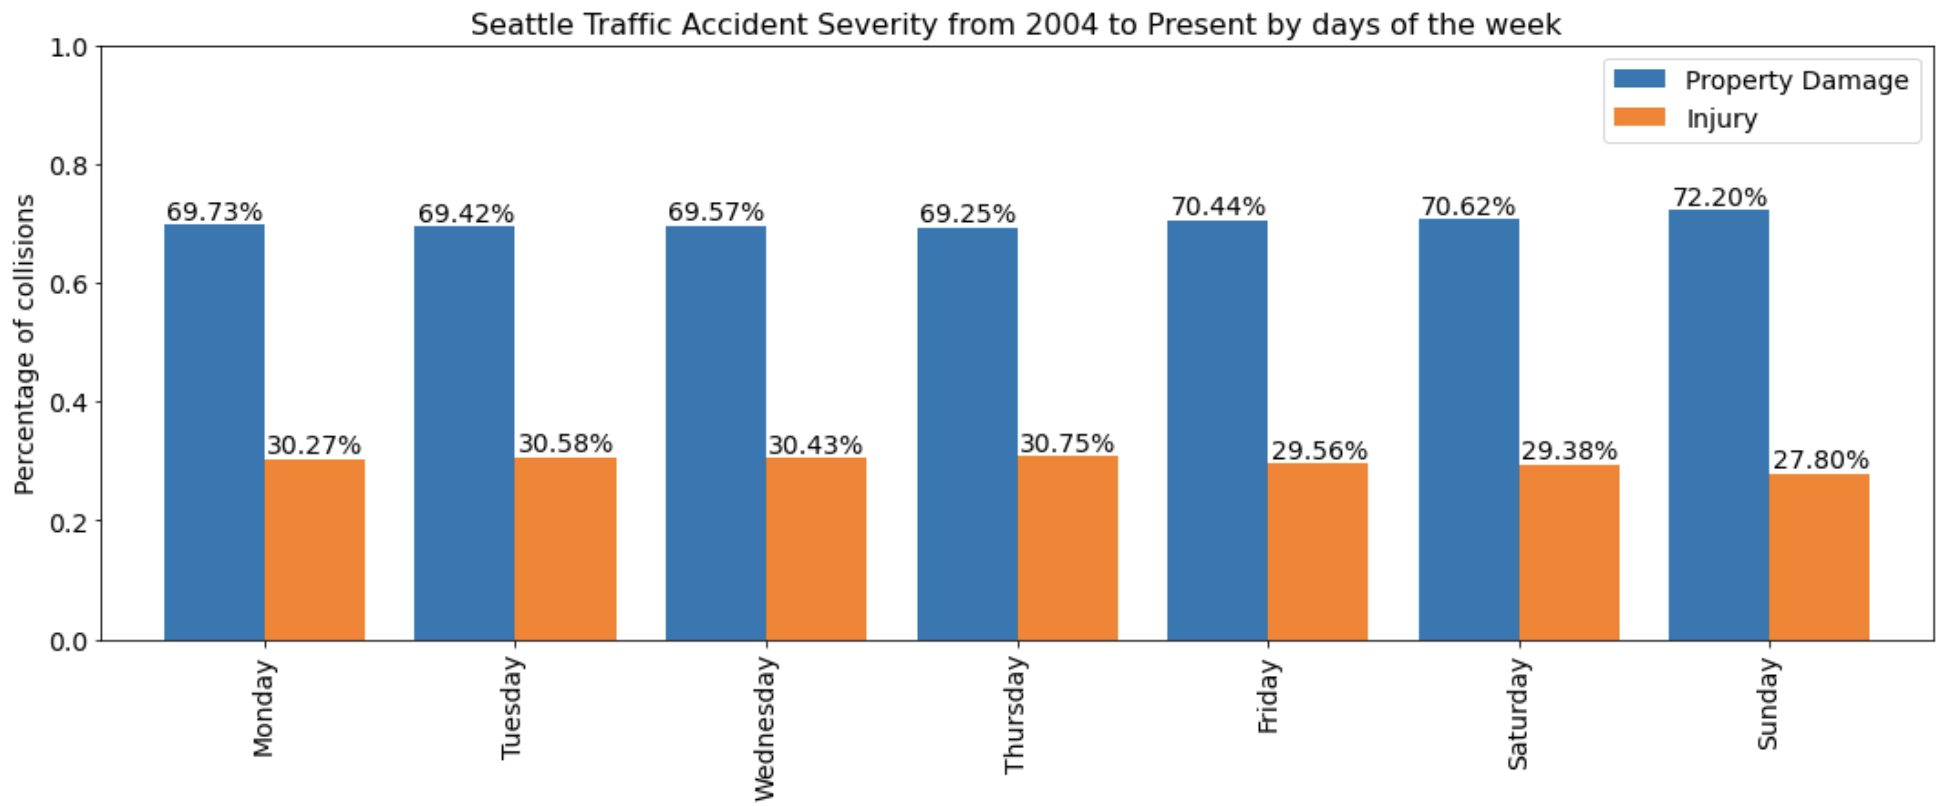 Seattle Traffic Accident Severity from 2004 to Present by days of the week
Percentage of collisions
1.0
0.8
0.6
0.4
0.2
0.0
Property Damage
Injury
69.73%
30.27%
69.42%
30.58%
69.57%
30.43%
69.25%
30.75%
70.44%
29.56%
70.62%
29.38%
72.20%
27.80%
Monday
Tuesday
Wednesday
Thursday
Friday
Saturday
Sunday